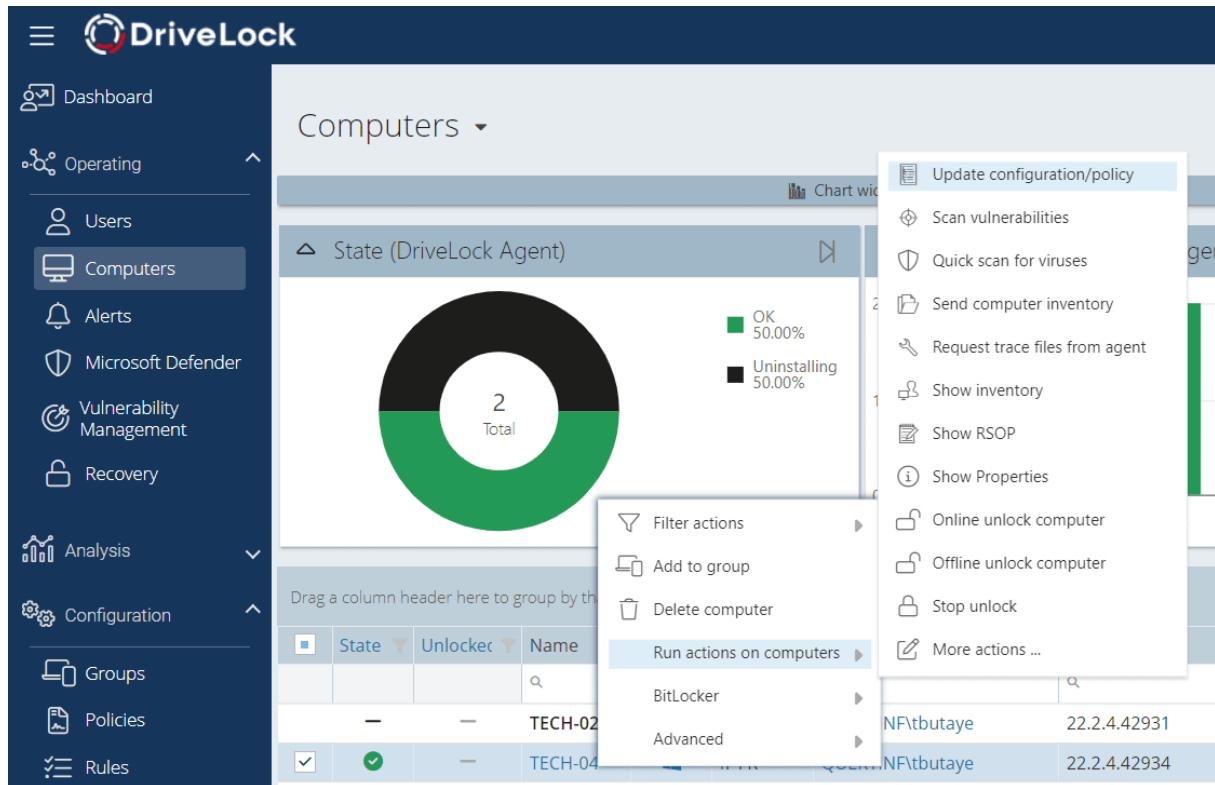 DriveLock
Dashboard
Operating
Users
Computers
Alerts
Microsoft Defender
Vulnerability
Management
Recovery
Analysis
Configuration
Groups
Policies
Rules
Computers
Chart
State (DriveLock Agent)
OK
50.00%
Uninstalling
50.00%
2
Total
Filter actions
Add to group
Delete computer
Run actions on computers
BitLocker
Advanced
Update configuration/policy
Scan vulnerabilities
Quick scan for viruses
Send computer inventory
Request trace files from agent
Show inventory
Show RSOP
Show Properties
Online unlock computer
Offline unlock computer
Stop unlock
More actions ...
Drag a column header here to group by
State Name
TECH-02 NF\tbutaye 22.2.4.42931
TECH-04 NF\tbutaye 22.2.4.42934